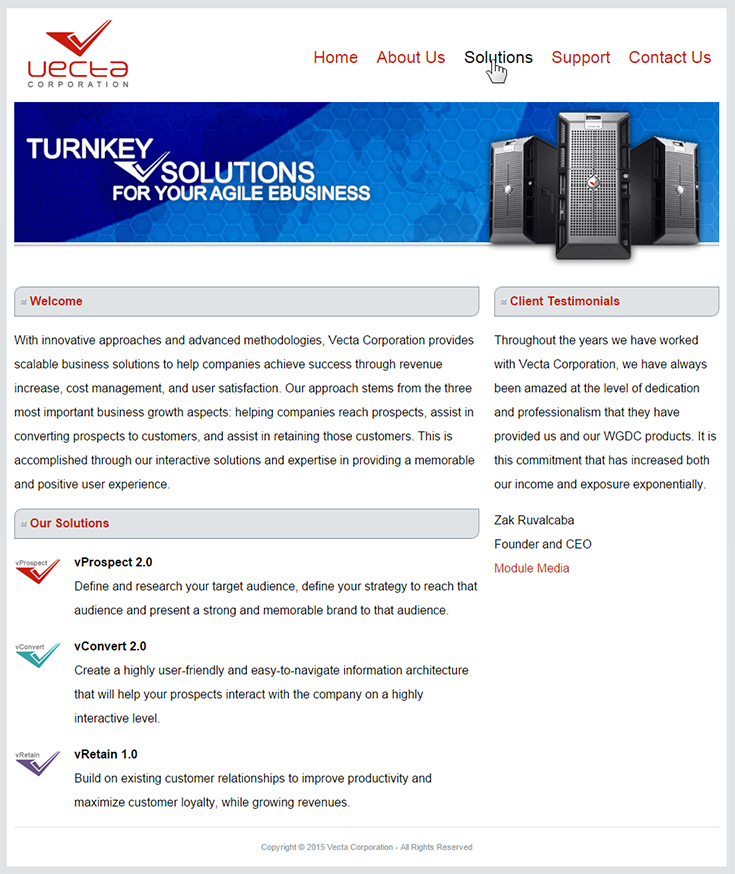 vecta
CORPORATION
Home About Us Solutions Support Contact Us
TURNKEY
SOLUTIONS
FOR YOUR AGILE EBUSINESS
Welcome
With innovative approaches and advanced methodologies, Vecta Corporation provides
scalable business solutions to help companies achieve success through revenue
increase, cost management, and user satisfaction. Our approach stems from the three
most important business growth aspects: helping companies reach prospects, assist in
converting prospects to customers, and assist in retaining those customers. This is
accomplished through our interactive solutions and expertise in providing a memorable
and positive user experience.
Our Solutions
vProspect
vProspect 2.0
Define and research your target audience, define your strategy to reach that
audience and present a strong and memorable brand to that audience.
vConvert
vConvert 2.0
Create a highly user-friendly and easy-to-navigate information architecture
that will help your prospects interact with the company on a highly
interactive level.
vRetain
vRetain 1.0
Build on existing customer relationships to improve productivity and
maximize customer loyalty, while growing revenues.
Client Testimonials
Throughout the years we have worked
with Vecta Corporation, we have always
been amazed at the level of dedication
and professionalism that they have
provided us and our WGDC products. It is
this commitment that has increased both
our income and exposure exponentially.
Zak Ruvalcaba
Founder and CEO
Module Media
Copyright © 2015 Vecta Corporation - All Rights Reserved